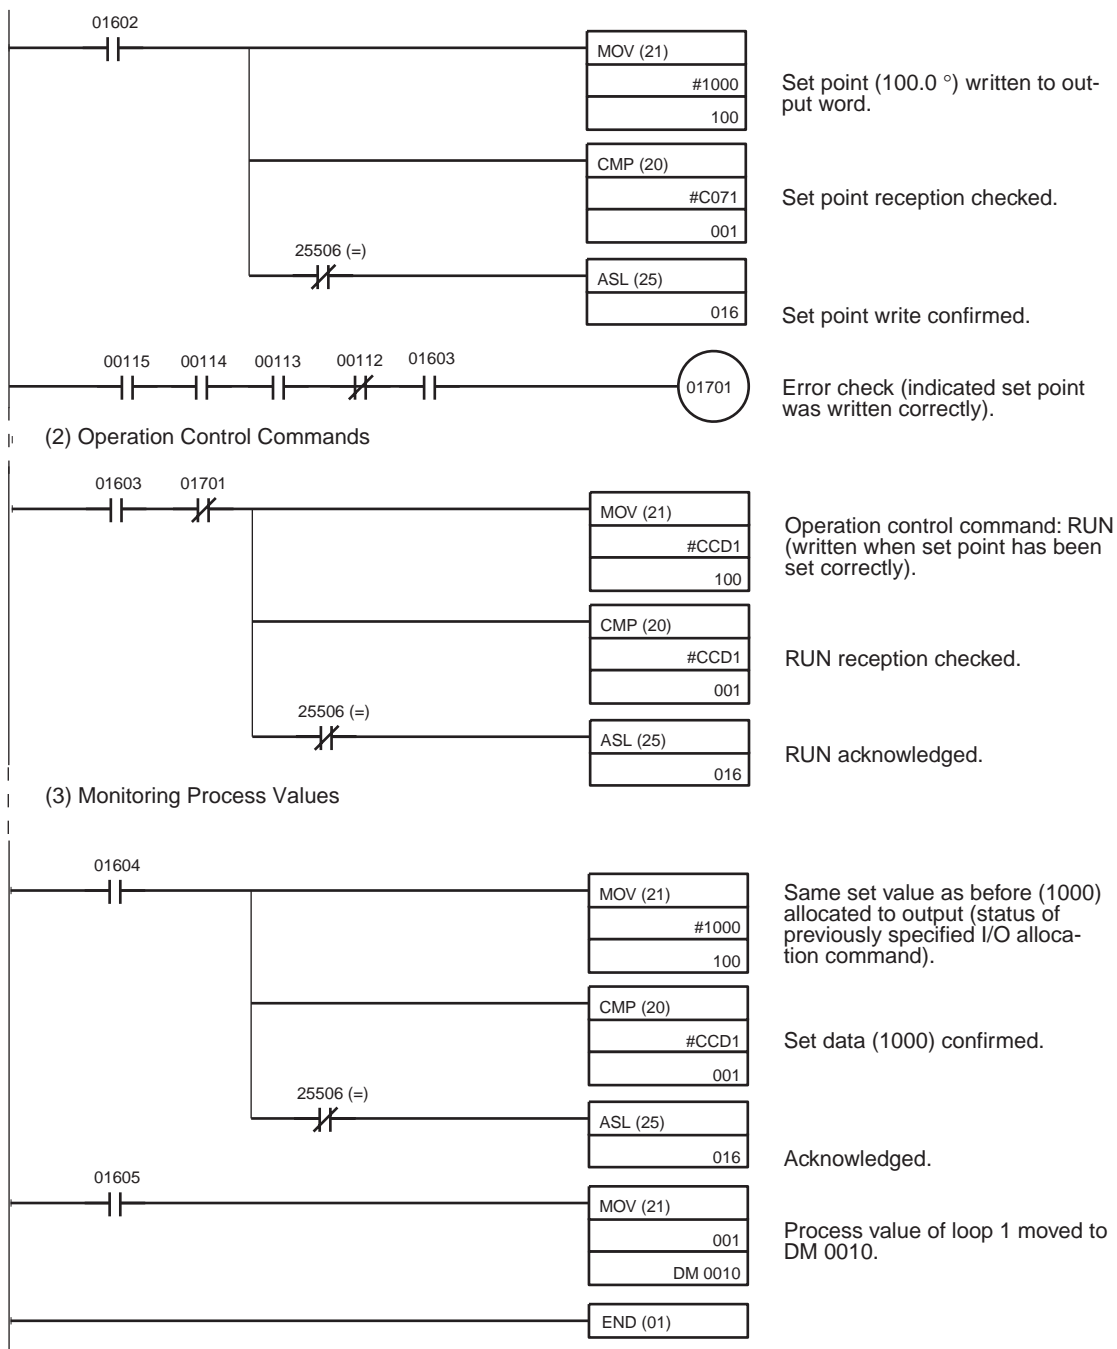 01602
MOV (21)
#1000
100
Set point (100.0 °) written to out-
put word.
CMP (20)
#C071
001
Set point reception checked.
25506 (=)
ASL (25)
016
Set point write confirmed.
00115 00114 00113 00112 01603
01701
Error check (indicated set point
was written correctly).
(2) Operation Control Commands
01603 01701
MOV (21)
#CCD1
100
Operation control command: RUN
(written when set point has been
set correctly).
CMP (20)
#CCD1
001
RUN reception checked.
25506 (=)
ASL (25)
016
RUN acknowledged.
(3) Monitoring Process Values
01604
MOV (21)
#1000
100
Same set value as before (1000)
allocated to output (status of
previously specified I/O alloca-
tion command).
CMP (20)
#CCD1
001
Set data (1000) confirmed.
25506 (=)
ASL (25)
016
Acknowledged.
01605
MOV (21)
001
DM 0010
Process value of loop 1 moved to
DM 0010.
END (01)